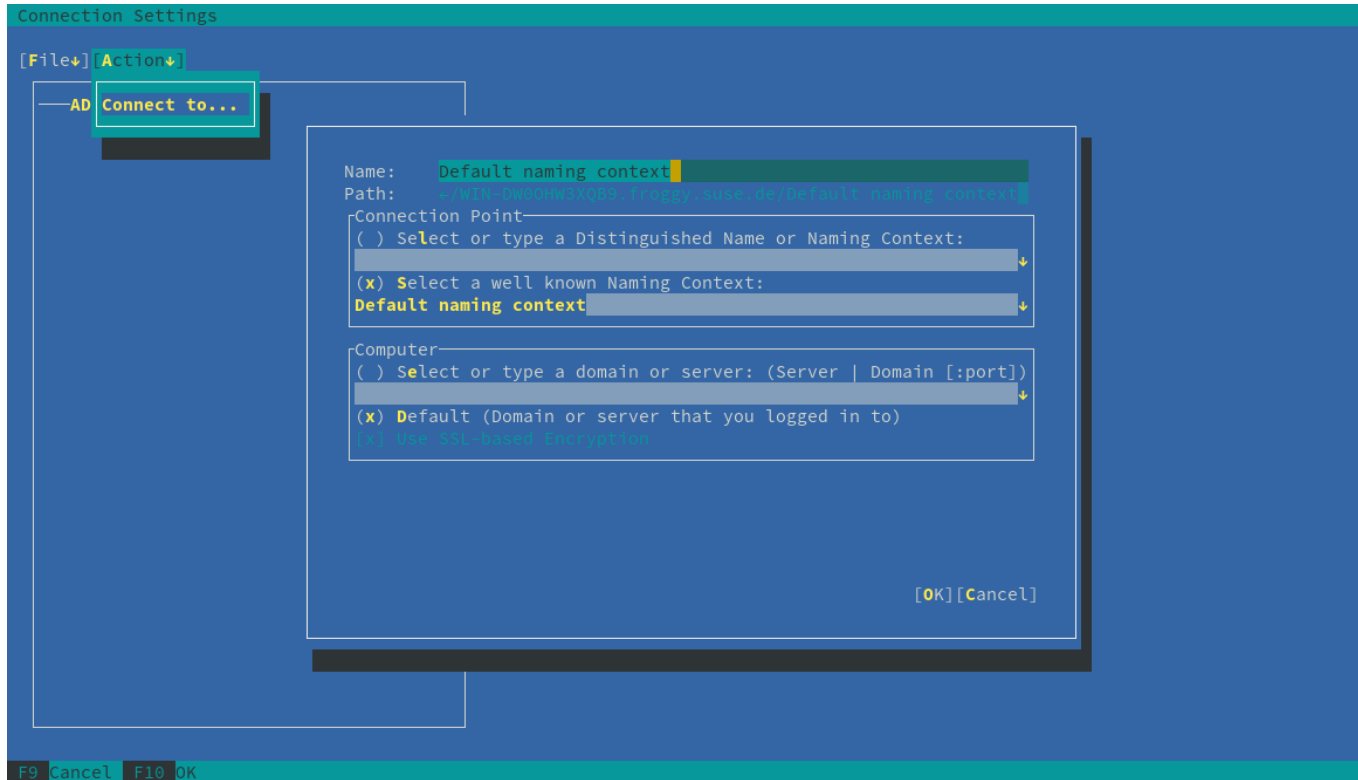 Connection Settings
[File↓][Action↓]
AD Connect to...
Name: Default naming context
Path: ←/WIN-DW0OHW3XQB9.froggy.suse.de/Default naming context
Connection Point
( ) Select or type a Distinguished Name or Naming Context:
↓
(x) Select a well known Naming Context:
Default naming context ↓
Computer
( ) Select or type a domain or server: (Server | Domain [:port])
↓
(x) Default (Domain or server that you logged in to)
[x] Use SSL-based Encryption
[OK][Cancel]
F9 Cancel F10 OK